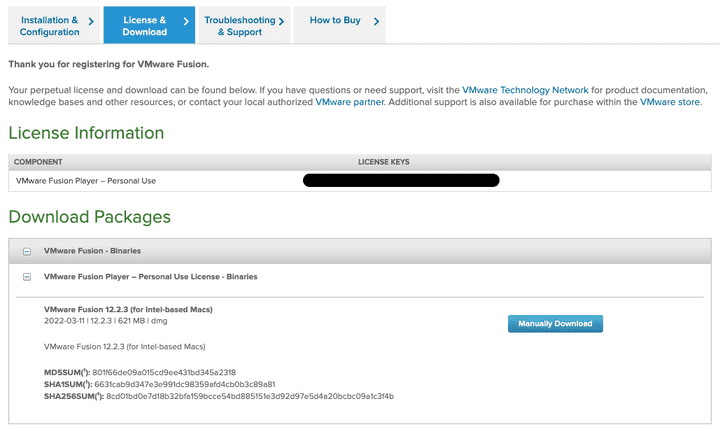 Installation & Configuration
License & Download
Troubleshooting & Support
How to Buy
Thank you for registering for VMware Fusion.
Your perpetual license and download can be found below. If you have questions or need support, visit the VMware Technology Network for product documentation,
knowledge bases and other resources, or contact your local authorized VMware partner. Additional support is also available for purchase within the VMware store.
License Information
COMPONENT LICENSE KEYS
VMware Fusion Player – Personal Use
Download Packages
VMware Fusion - Binaries
VMware Fusion Player – Personal Use License - Binaries
VMware Fusion 12.2.3 (for Intel-based Macs)
2022-03-11 | 12.2.3 | 621 MB | dmg
Manually Download
VMware Fusion 12.2.3 (for Intel-based Macs)
MD5SUM(¹): 801f66de09a015cd9ee431bd345a2318
SHA1SUM(¹): 6631cab9d347e3e991dc98359afd4cb0b3c89a81
SHA256SUM(¹): 8cd01bd0e7d18b32bfa159bcce54bd885151e3d92d97e5d4a20bcbc09a1c3f4b